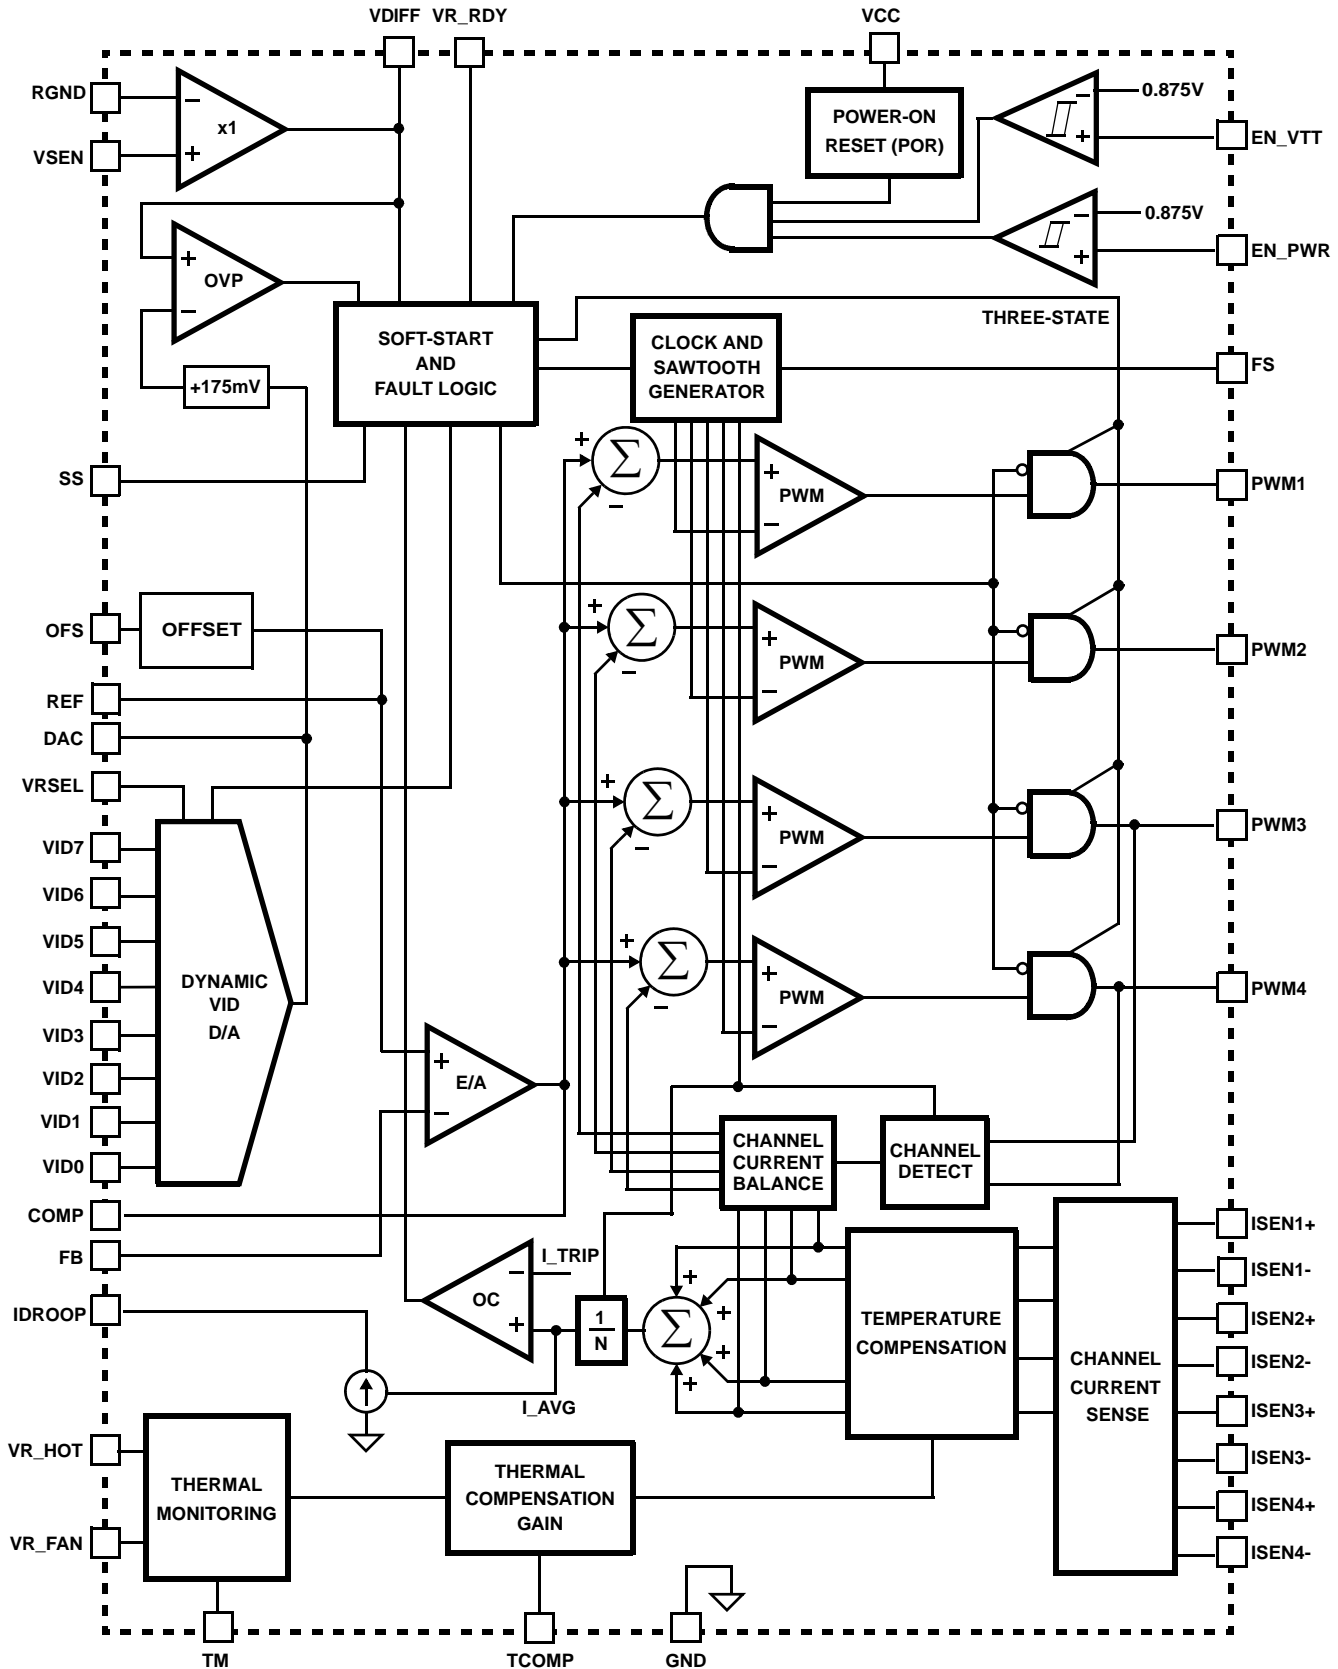 VDIFF VR_RDY VCC
RGND
VSEN
−
x1
+
POWER-ON
RESET (POR)
−
0.875V
+
EN_VTT
−
0.875V
+
EN_PWR
+
OVP
−
+175mV
SOFT-START
AND
FAULT LOGIC
CLOCK AND
SAWTOOTH
GENERATOR
THREE-STATE
FS
SS
+
Σ
−
+
PWM
−
PWM1
OFS
OFFSET
+
Σ
−
+
PWM
−
PWM2
REF
DAC
VRSEL
+
Σ
−
+
PWM
−
PWM3
VID7
VID6
VID5
VID4
VID3
VID2
VID1
VID0
DYNAMIC
VID
D/A
+
Σ
−
+
PWM
−
PWM4
+
E/A
−
CHANNEL
CURRENT
BALANCE
CHANNEL
DETECT
COMP
FB
IDROOP
I_TRIP
−
OC
+
1
N
Σ
+
+
+
+
I_AVG
TEMPERATURE
COMPENSATION
CHANNEL
CURRENT
SENSE
ISEN1+
ISEN1-
ISEN2+
ISEN2-
ISEN3+
ISEN3-
ISEN4+
ISEN4-
VR_HOT
VR_FAN
THERMAL
MONITORING
THERMAL
COMPENSATION
GAIN
TM TCOMP GND